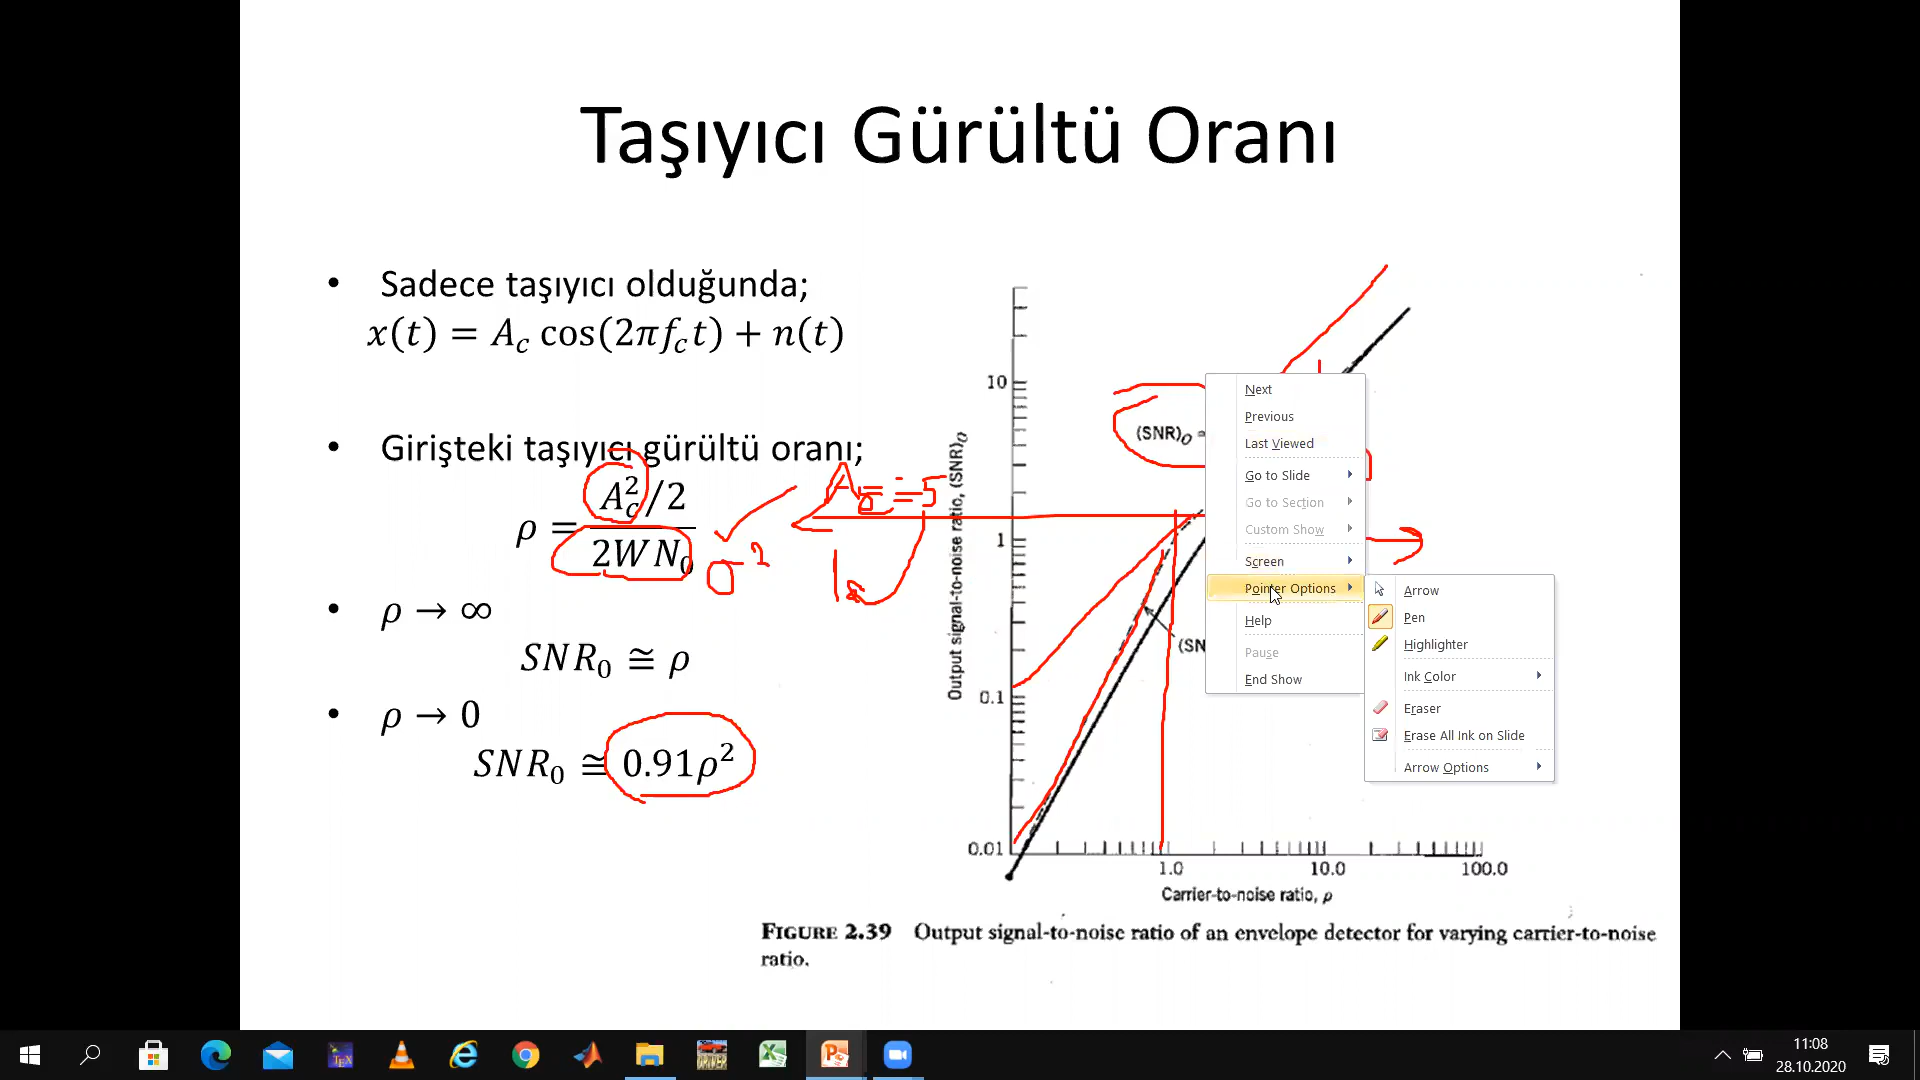 Taşıyıcı Gürültü Oranı
• Sadece taşıyıcı olduğunda;
x(t) = A_c cos(2πf_ct) + n(t)
• Girişteki taşıyıcı gürültü oranı;
ρ = A_c^2/2
2WN_0
σ^2
= 5
• ρ → ∞
SNR_0 ≅ ρ
• ρ → 0
SNR_0 ≅ 0.91ρ^2
Output signal-to-noise ratio, (SNR)_O
10
1
0.1
0.01
(SNR)_O =
(SN
1.0 10.0 100.0
Carrier-to-noise ratio, ρ
FIGURE 2.39 Output signal-to-noise ratio of an envelope detector for varying carrier-to-noise
ratio.
Next
Previous
Last Viewed
Go to Slide
Go to Section
Custom Show
Screen
Pointer Options
Help
Pause
End Show
Arrow
Pen
Highlighter
Ink Color
Eraser
Erase All Ink on Slide
Arrow Options
11:08
28.10.2020